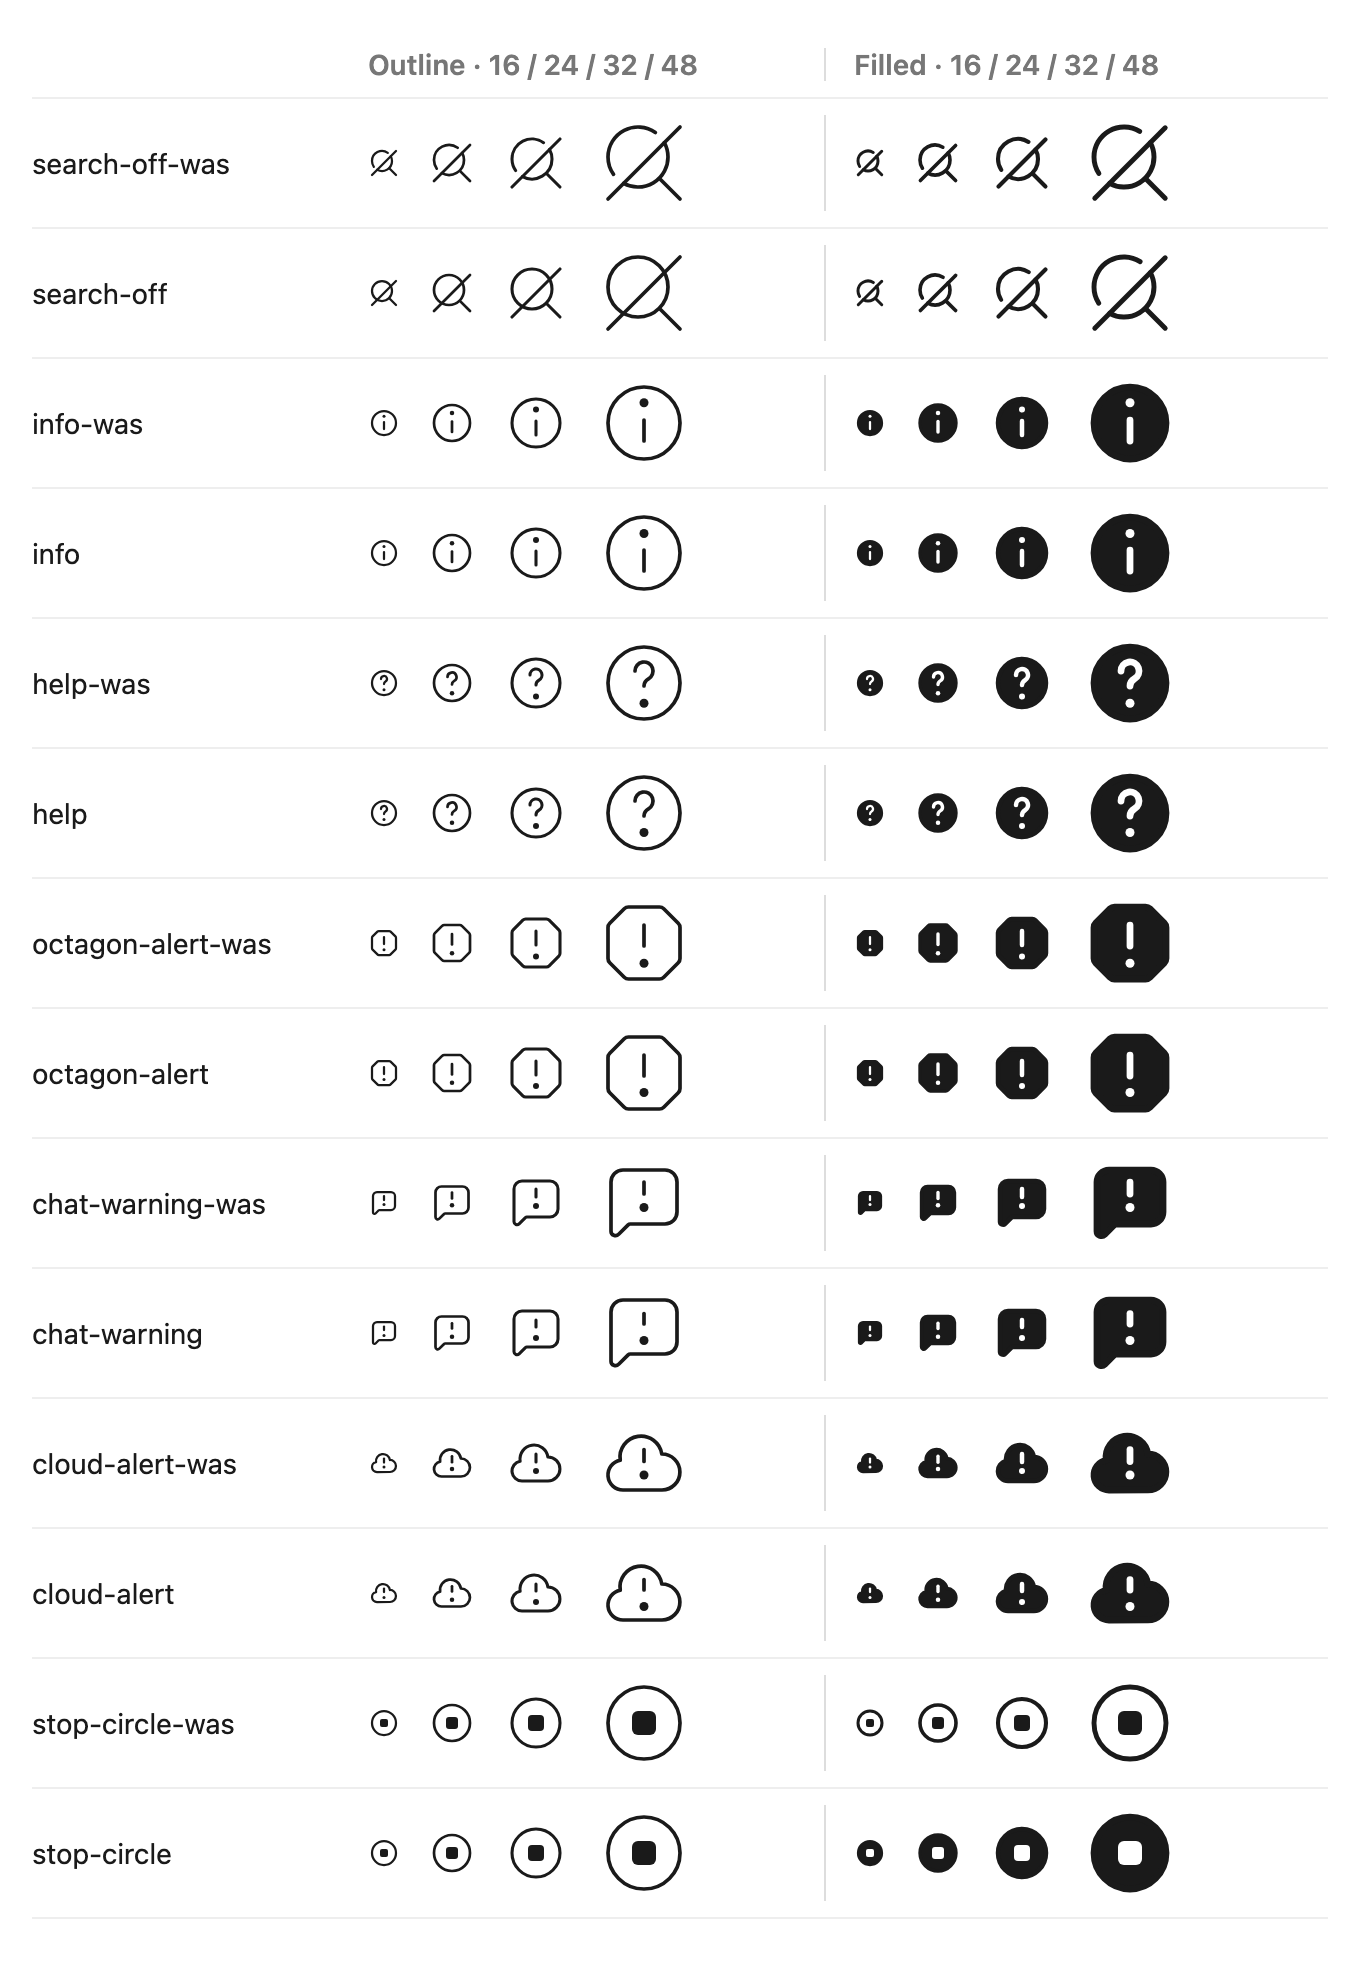 Outline · 16 / 24 / 32 / 48
Filled · 16 / 24 / 32 / 48
search-off-was
search-off
info-was
info
help-was
help
octagon-alert-was
octagon-alert
chat-warning-was
chat-warning
cloud-alert-was
cloud-alert
stop-circle-was
stop-circle